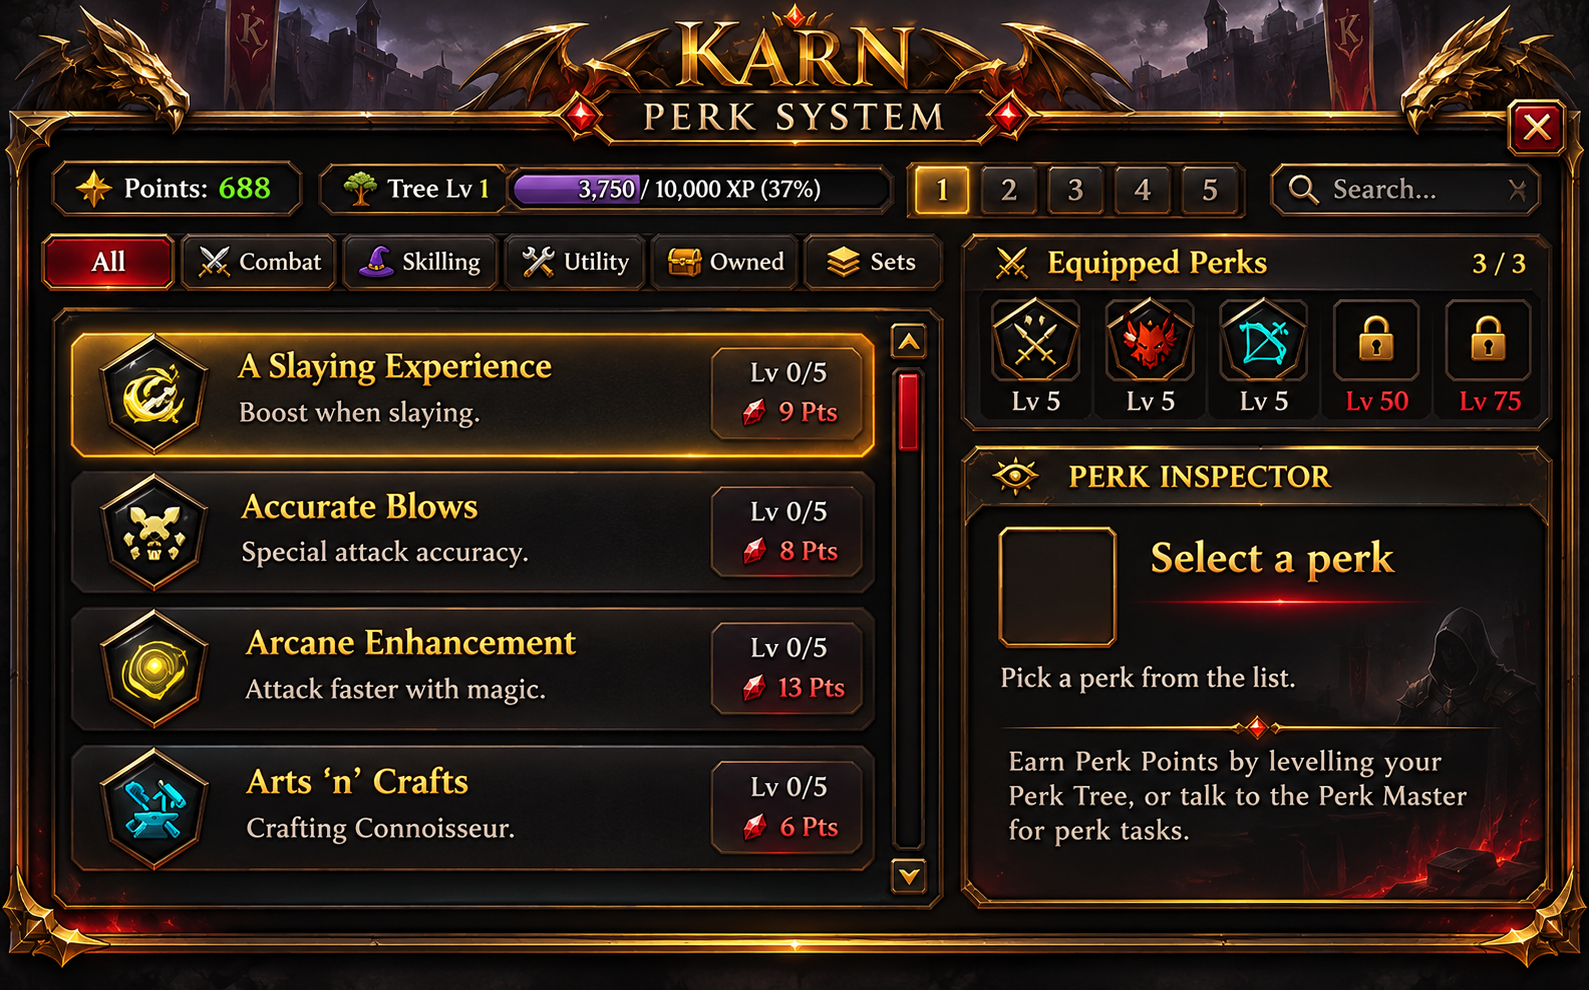 K
K
KARN
PERK SYSTEM
Points: 688
Tree Lv 1
3,750 / 10,000 XP (37%)
1
2
3
4
5
Search...
All
Combat
Skilling
Utility
Owned
Sets
A Slaying Experience
Boost when slaying.
Lv 0/5
9 Pts
Accurate Blows
Special attack accuracy.
Lv 0/5
8 Pts
Arcane Enhancement
Attack faster with magic.
Lv 0/5
13 Pts
Arts ‘n’ Crafts
Crafting Connoisseur.
Lv 0/5
6 Pts
Equipped Perks
3 / 3
Lv 5
Lv 5
Lv 5
Lv 50
Lv 75
PERK INSPECTOR
Select a perk
Pick a perk from the list.
Earn Perk Points by levelling your
Perk Tree, or talk to the Perk Master
for perk tasks.